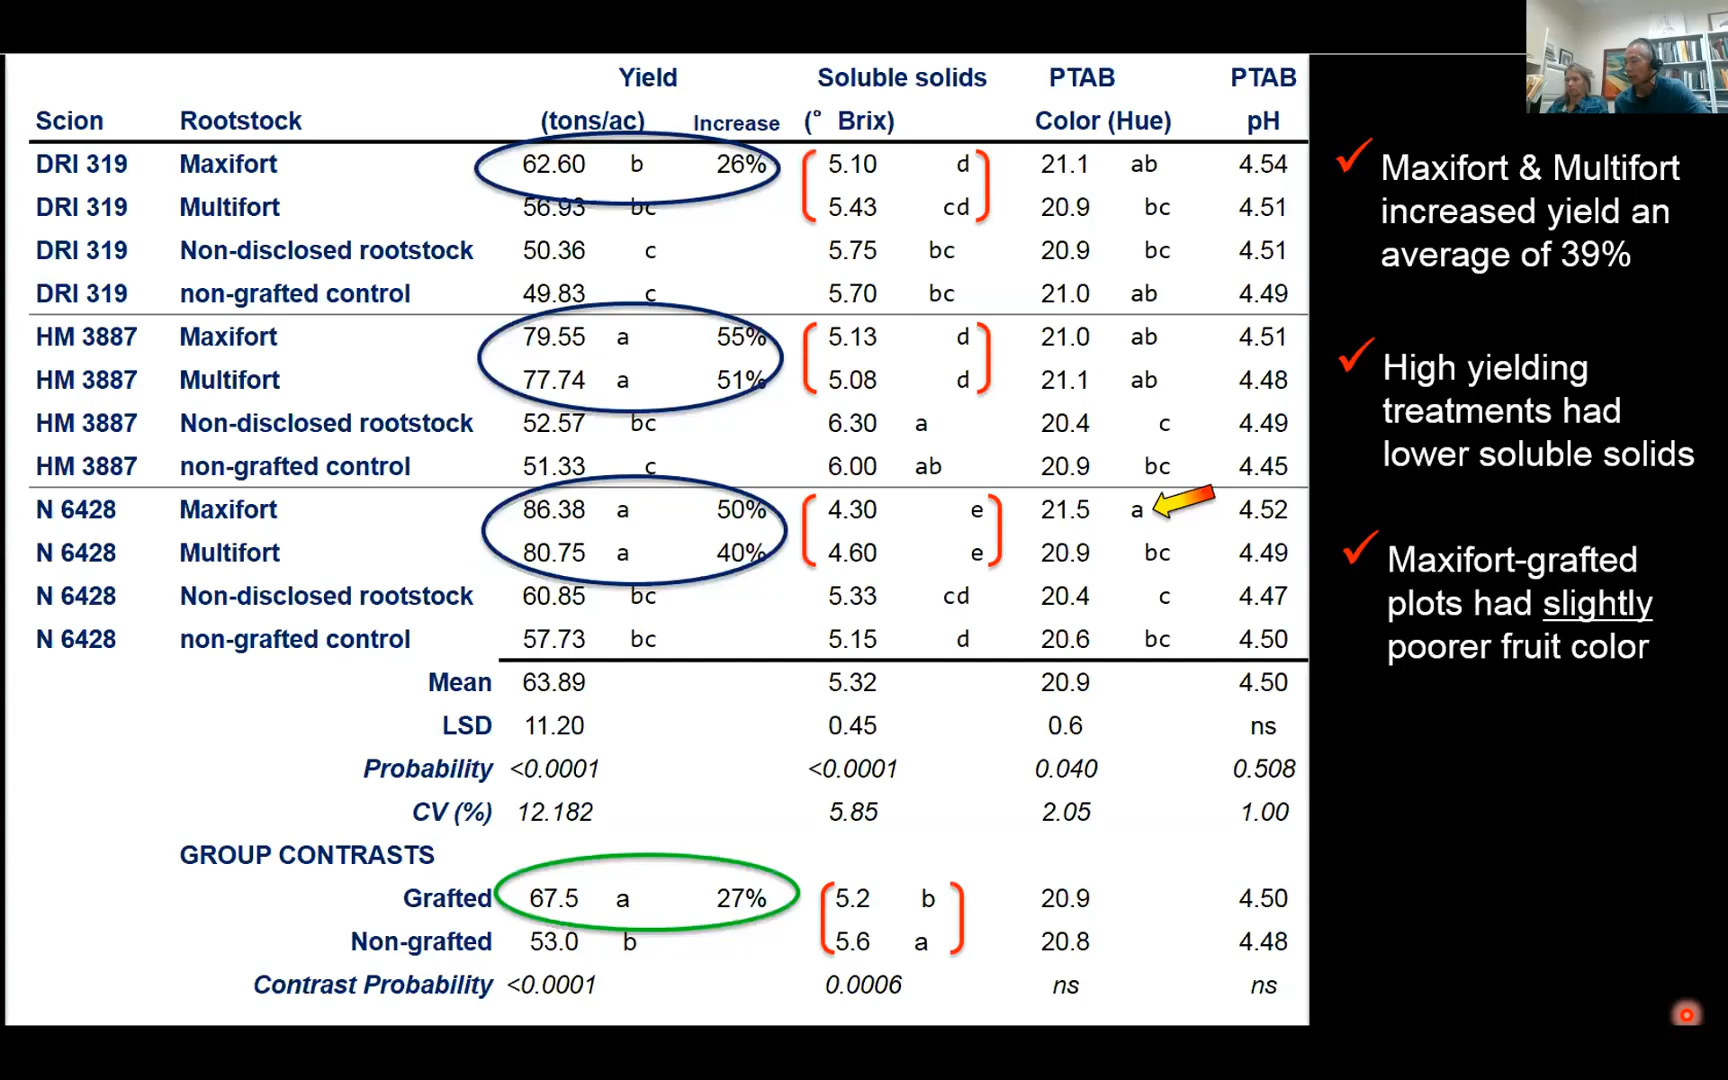 Yield Soluble solids PTAB PTAB
Scion Rootstock (tons/ac) Increase (° Brix) Color (Hue) pH
DRI 319 Maxifort 62.60 b 26% 5.10 d 21.1 ab 4.54
DRI 319 Multifort 56.93 bc 5.43 cd 20.9 bc 4.51
DRI 319 Non-disclosed rootstock 50.36 c 5.75 bc 20.9 bc 4.51
DRI 319 non-grafted control 49.83 c 5.70 bc 21.0 ab 4.49
HM 3887 Maxifort 79.55 a 55% 5.13 d 21.0 ab 4.51
HM 3887 Multifort 77.74 a 51% 5.08 d 21.1 ab 4.48
HM 3887 Non-disclosed rootstock 52.57 bc 6.30 a 20.4 c 4.49
HM 3887 non-grafted control 51.33 c 6.00 ab 20.9 bc 4.45
N 6428 Maxifort 86.38 a 50% 4.30 e 21.5 a 4.52
N 6428 Multifort 80.75 a 40% 4.60 e 20.9 bc 4.49
N 6428 Non-disclosed rootstock 60.85 bc 5.33 cd 20.4 c 4.47
N 6428 non-grafted control 57.73 bc 5.15 d 20.6 bc 4.50
Mean 63.89 5.32 20.9 4.50
LSD 11.20 0.45 0.6 ns
Probability <0.0001 <0.0001 0.040 0.508
CV (%) 12.182 5.85 2.05 1.00
GROUP CONTRASTS
Grafted 67.5 a 27% 5.2 b 20.9 4.50
Non-grafted 53.0 b 5.6 a 20.8 4.48
Contrast Probability <0.0001 0.0006 ns ns
Maxifort & Multifort
increased yield an
average of 39%
High yielding
treatments had
lower soluble solids
Maxifort-grafted
plots had slightly
poorer fruit color